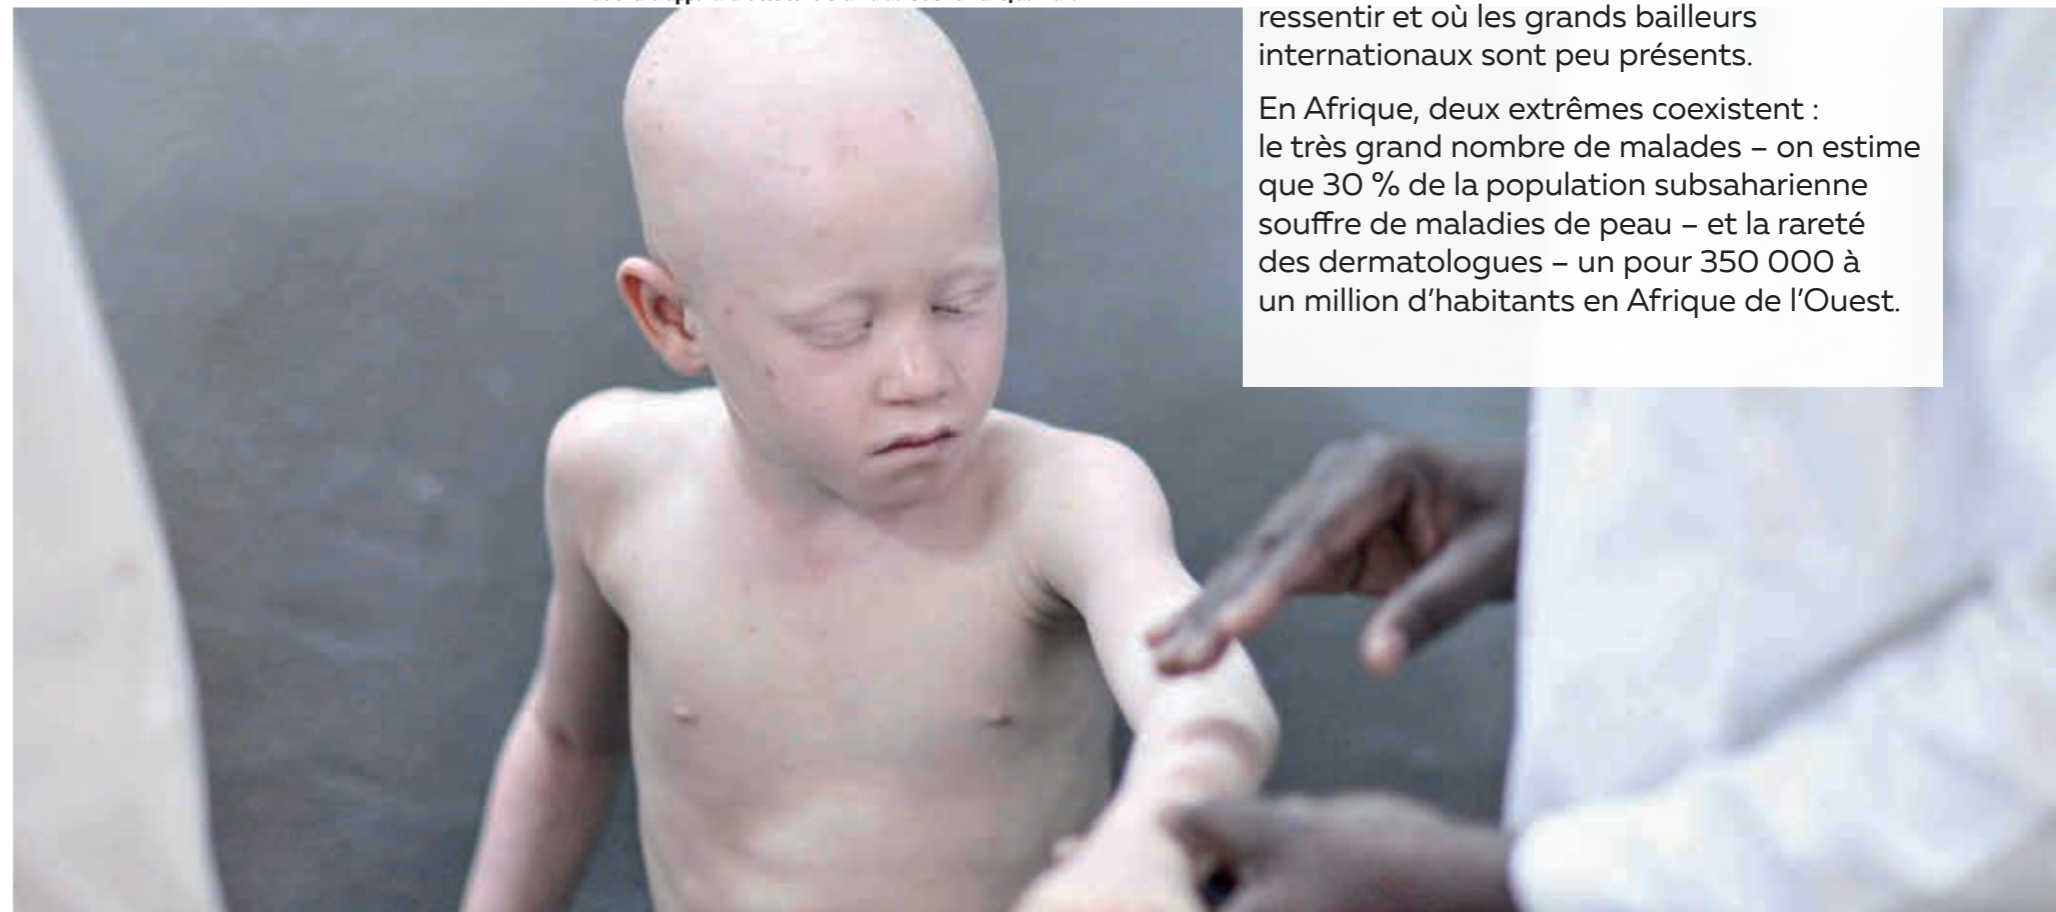 ressentir et où les grands bailleurs
internationaux sont peu présents.
En Afrique, deux extrêmes coexistent :
le très grand nombre de malades – on estime
que 30 % de la population subsaharienne
souffre de maladies de peau – et la rareté
des dermatologues – un pour 350 000 à
un million d’habitants en Afrique de l’Ouest.